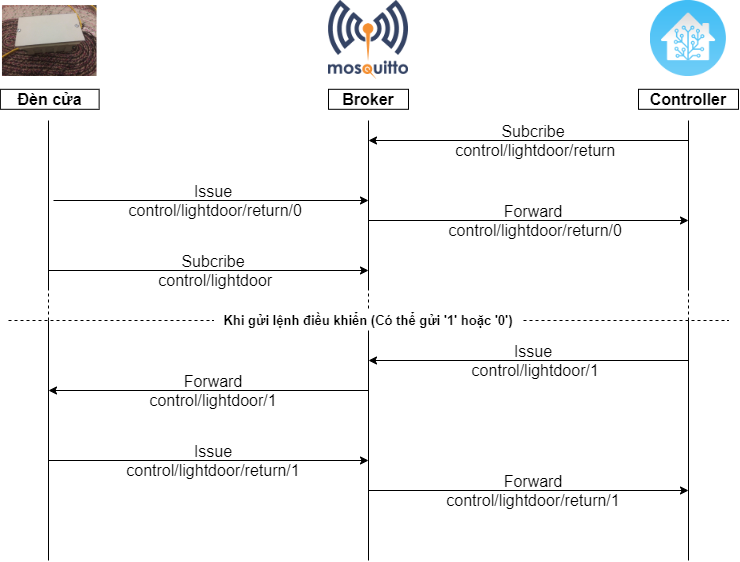 mosquitto
Đèn cửa
Broker
Controller
Subcribe
control/lightdoor/return
Issue
control/lightdoor/return/0
Forward
control/lightdoor/return/0
Subcribe
control/lightdoor
Khi gửi lệnh điều khiển (Có thể gửi '1' hoặc '0')
Issue
control/lightdoor/1
Forward
control/lightdoor/1
Issue
control/lightdoor/return/1
Forward
control/lightdoor/return/1